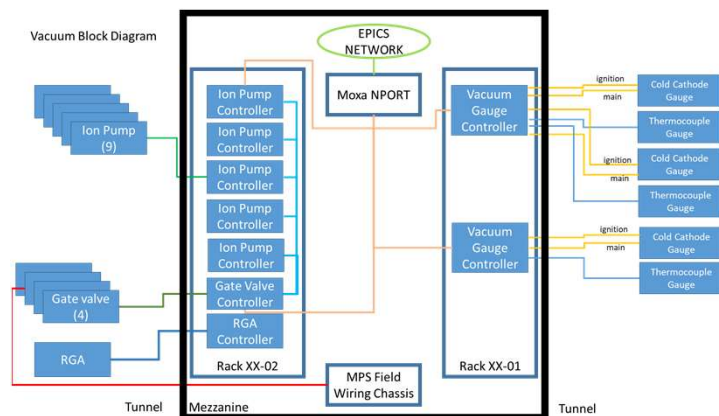 Vacuum Block Diagram
EPICS
NETWORK
Moxa NPORT
Ion Pump
(9)
Ion Pump
Controller
Ion Pump
Controller
Ion Pump
Controller
Ion Pump
Controller
Ion Pump
Controller
Gate Valve
Controller
RGA
Controller
Rack XX-02
Gate valve
(4)
RGA
Vacuum
Gauge
Controller
Vacuum
Gauge
Controller
Rack XX-01
ignition
main
Cold Cathode
Gauge
Thermocouple
Gauge
ignition
main
Cold Cathode
Gauge
Thermocouple
Gauge
ignition
main
Cold Cathode
Gauge
Thermocouple
Gauge
MPS Field
Wiring Chassis
Tunnel
Mezzanine
Tunnel